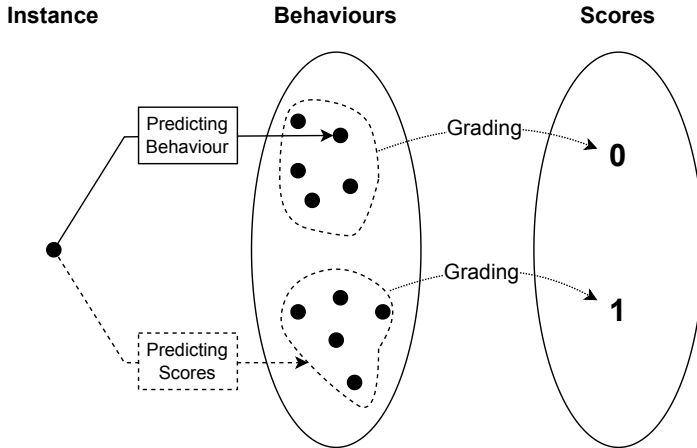 Instance
Behaviours
Scores
Predicting
Behaviour
Grading
0
Grading
1
Predicting
Scores